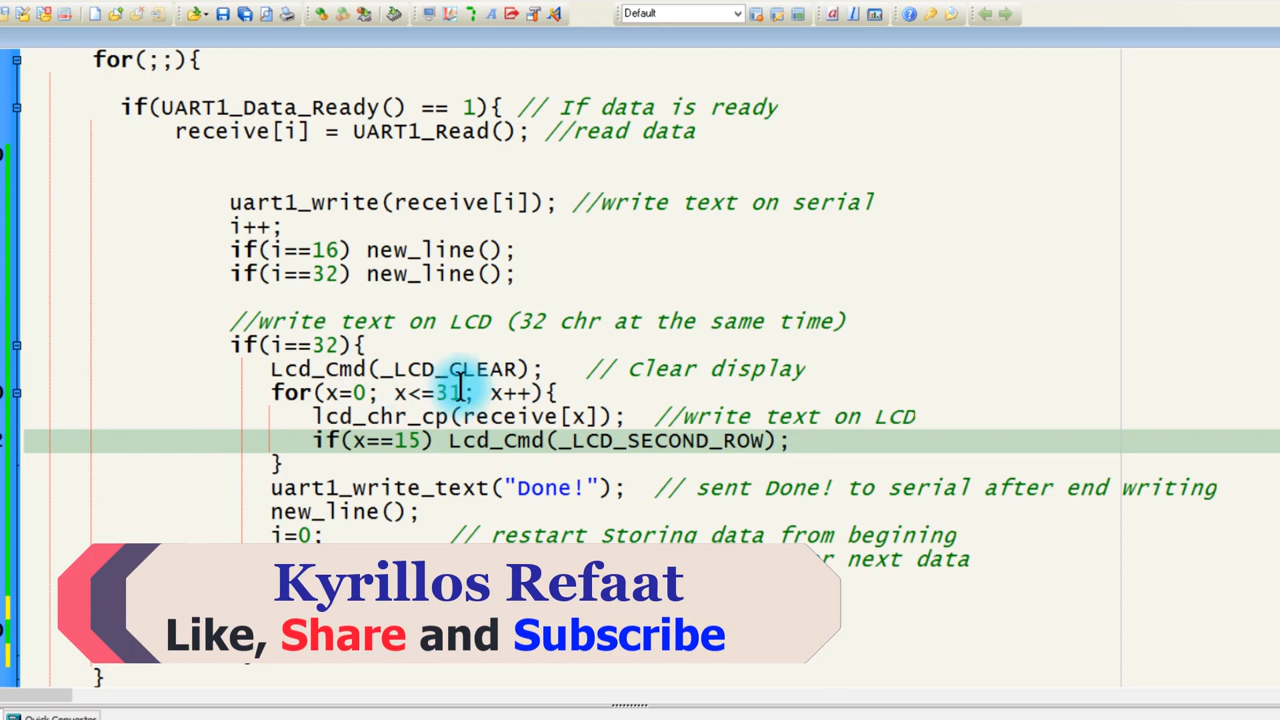 Default
for(;;){
if(UART1_Data_Ready() == 1){ // If data is ready
receive[i] = UART1_Read(); //read data
uart1_write(receive[i]); //write text on serial
i++;
if(i==16) new_line();
if(i==32) new_line();
//write text on LCD (32 chr at the same time)
if(i==32){
Lcd_Cmd(_LCD_CLEAR); // Clear display
for(x=0; x<=31; x++){
lcd_chr_cp(receive[x]); //write text on LCD
if(x==15) Lcd_Cmd(_LCD_SECOND_ROW);
}
uart1_write_text("Done!"); // sent Done! to serial after end writing
new_line();
i=0; // restart Storing data from begining
next data
Kyrillos Refaat
Like, Share and Subscribe
}
Quick Converter